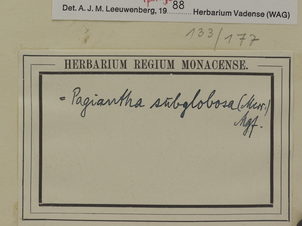 Det. A. J. M. Leeuwenberg, 19 88 Herbarium Vadense (WAG)
133/177
HERBARIUM REGIUM MONACENSE.
= Pagiantha subglobosa (Merr.)
Mgf.